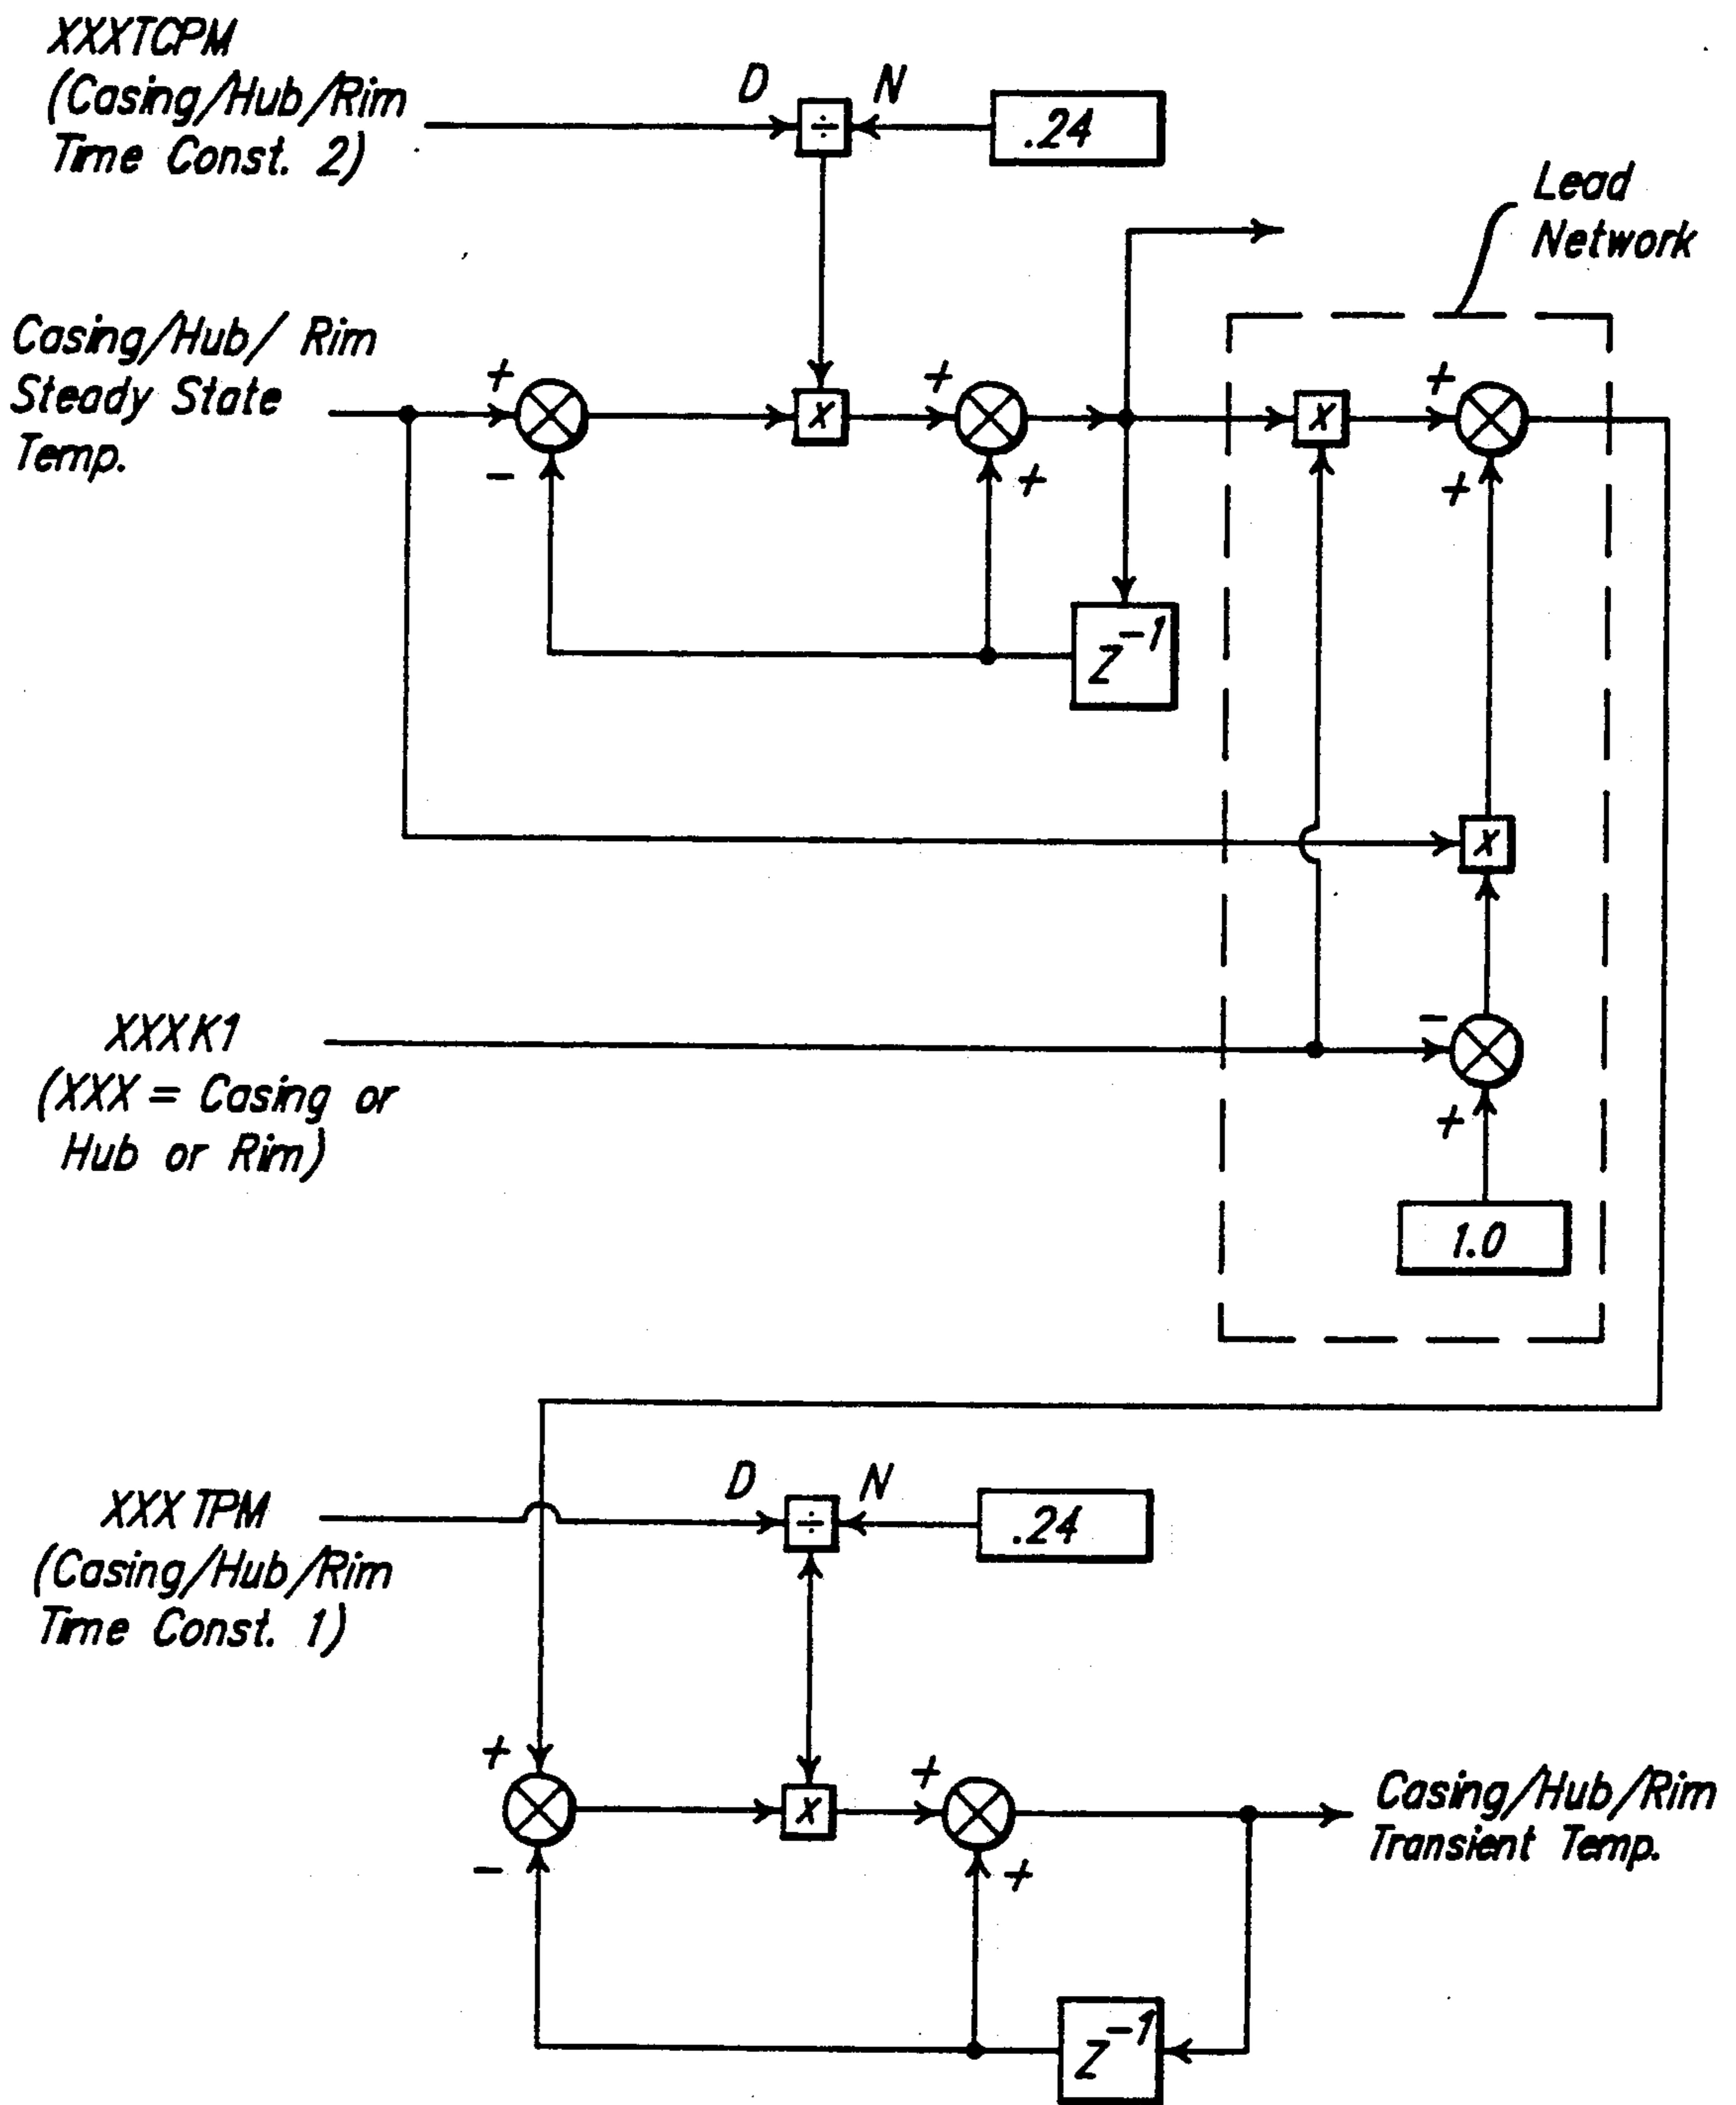 XXXTCPM
(Casing/Hub/Rim
Time Const. 2)
D
N
÷
.24
Lead
Network
Casing/Hub/ Rim
Steady State
Temp.
+
-
X
+
+
X
+
+
Z⁻¹
X
XXXK1
(XXX = Casing or
Hub or Rim)
-
+
1.0
XXXTPM
(Casing/Hub/Rim
Time Const. 1)
D
N
÷
.24
+
-
X
+
+
Casing/Hub/Rim
Transient Temp.
Z⁻¹